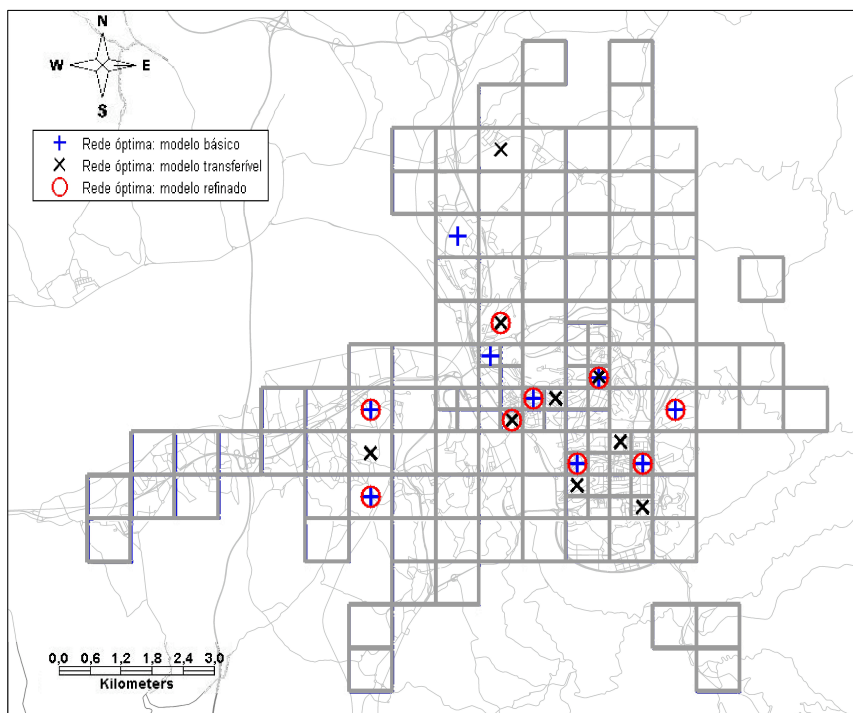 N
W E
S
Rede óptima: modelo básico
Rede óptima: modelo transferível
Rede óptima: modelo refinado
0,0 0,6 1,2 1,8 2,4 3,0
Kilometers